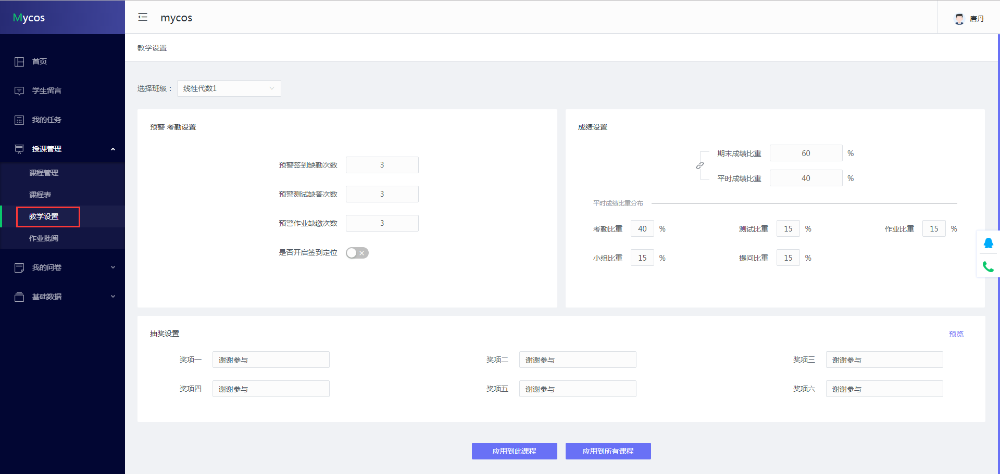 Mycos
mycos
唐丹
首页
学生留言
我的任务
授课管理
课程管理
课程表
教学设置
作业批阅
我的问卷
基础数据
教学设置
选择班级： 线性代数1
预警 考勤设置
预警签到缺勤次数 3
预警测试缺答次数 3
预警作业缺缴次数 3
是否开启签到定位
成绩设置
期末成绩比重 60 %
平时成绩比重 40 %
平时成绩比重分布
考勤比重 40 % 测试比重 15 % 作业比重 15 %
小组比重 15 % 提问比重 15 %
抽奖设置 预览
奖项一 谢谢参与 奖项二 谢谢参与 奖项三 谢谢参与
奖项四 谢谢参与 奖项五 谢谢参与 奖项六 谢谢参与
应用到此课程 应用到所有课程